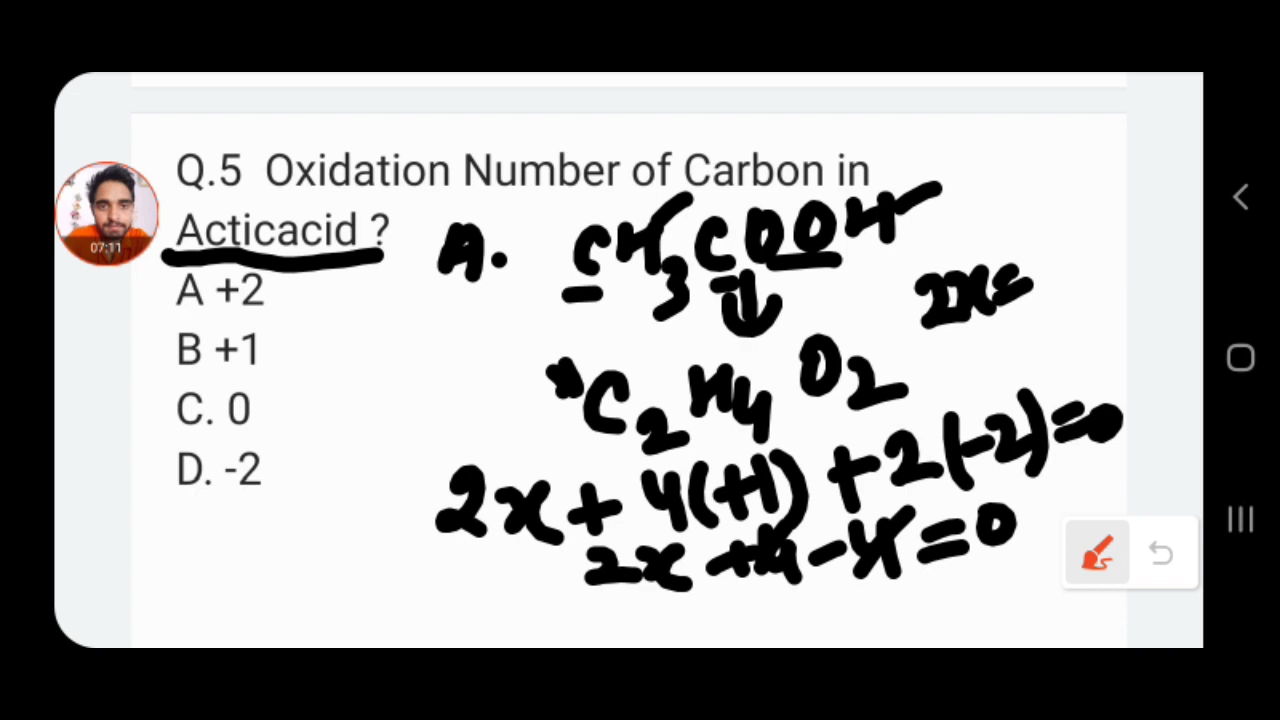 Q.5 Oxidation Number of Carbon in
Acticacid ?
A. CH3COOH
A +2
2x=
B +1
C2H4O2
C. 0
D. -2
2x+4(+1)+2(-2)=0
2x+4-4=0
07:11